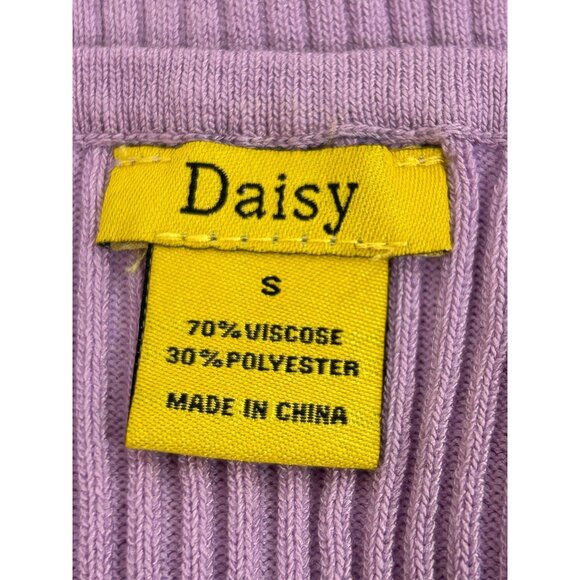 Daisy
S
70% VISCOSE
30% POLYESTER
MADE IN CHINA